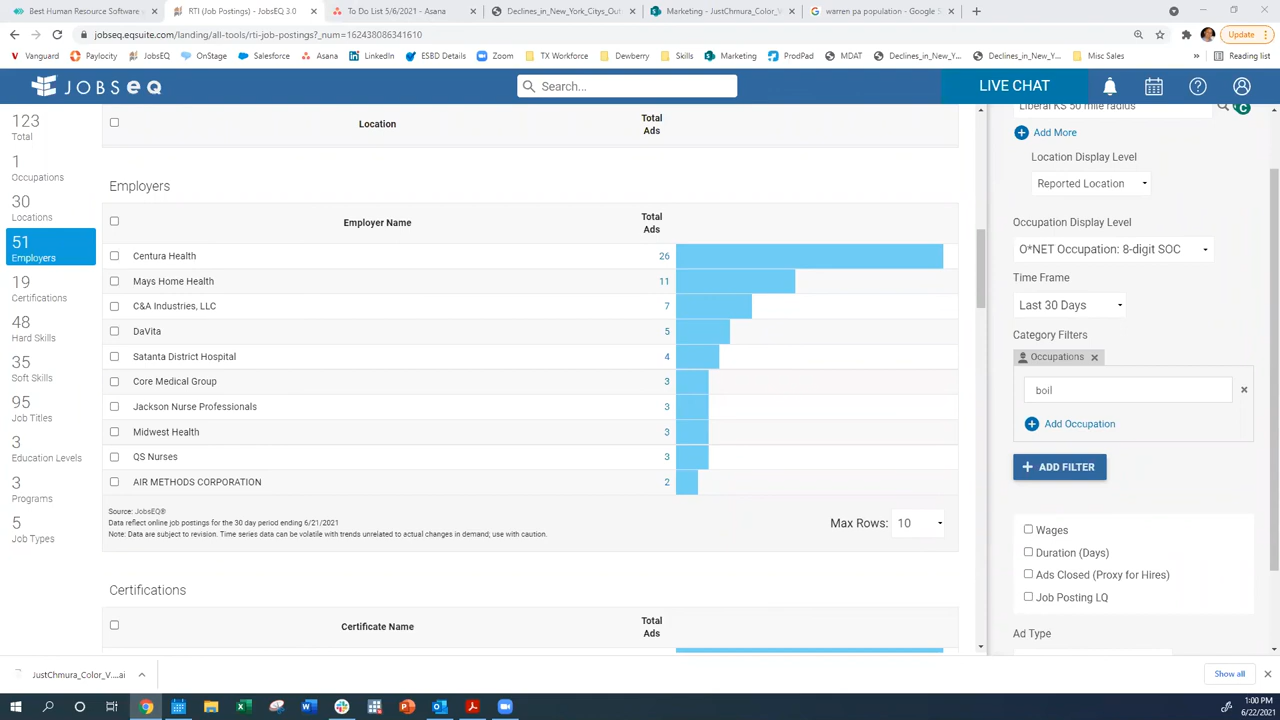 Best Human Resource Software -
RTI (Job Postings) - JobsEQ 3.0
To Do List 5/6/2021 - Asana
Declines_in_New_York_Citys_Out
Marketing - JustChmura_Color_V
warren pa population - Google S
jobseq.eqsuite.com/landing/all-tools/rti-job-postings?_num=1624380863 41610
Update
Vanguard
Paylocity
JobsEQ
OnStage
Salesforce
Asana
LinkedIn
ESBD Details
Zoom
TX Workforce
Dewberry
Skills
Marketing
ProdPad
MDAT
Declines_in_New_Y...
Declines_in_New_Y...
Misc Sales
»
Reading list
JOBSEQ
Search...
LIVE CHAT
123
Total
1
Occupations
30
Locations
51
Employers
19
Certifications
48
Hard Skills
35
Soft Skills
95
Job Titles
3
Education Levels
3
Programs
5
Job Types
Location
Total
Ads
Employers
Employer Name
Total
Ads
Centura Health 26
Mays Home Health 11
C&A Industries, LLC 7
DaVita 5
Satanta District Hospital 4
Core Medical Group 3
Jackson Nurse Professionals 3
Midwest Health 3
QS Nurses 3
AIR METHODS CORPORATION 2
Source: JobsEQ®
Data reflect online job postings for the 30 day period ending 6/21/2021
Note: Data are subject to revision. Time series data can be volatile with trends unrelated to actual changes in demand; use with caution.
Max Rows: 10
Certifications
Certificate Name
Total
Ads
Liberal KS 50 mile radius
Add More
Location Display Level
Reported Location
Occupation Display Level
O*NET Occupation: 8-digit SOC
Time Frame
Last 30 Days
Category Filters
Occupations
boil
Add Occupation
ADD FILTER
Wages
Duration (Days)
Ads Closed (Proxy for Hires)
Job Posting LQ
Ad Type
JustChmura_Color_V....ai
Show all
1:00 PM
6/22/2021